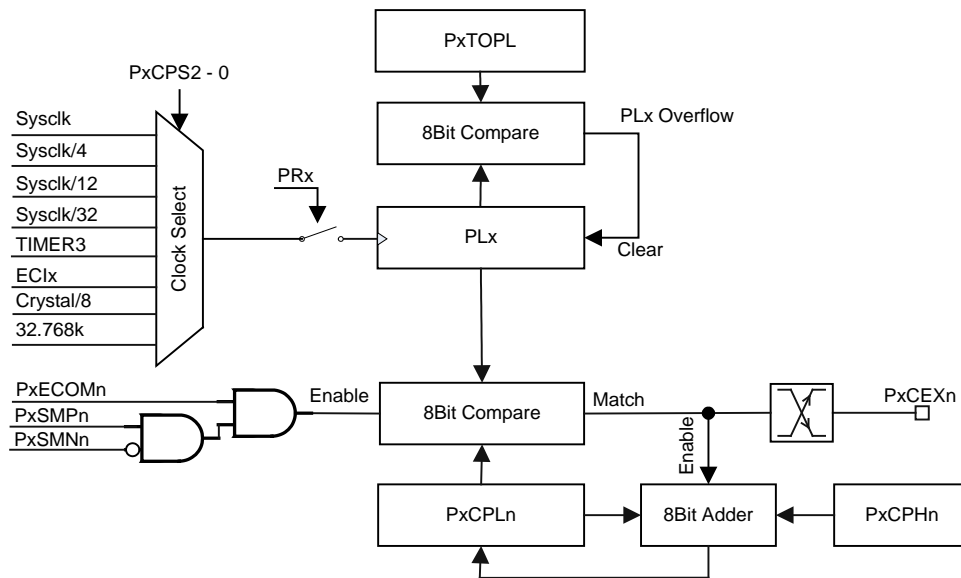 PxTOPL
PxCPS2 - 0
8Bit Compare
PLx Overflow
Sysclk
Sysclk/4
Sysclk/12
Sysclk/32
TIMER3
ECIx
Crystal/8
32.768k
Clock Select
PRx
PLx
Clear
PxECOMn
PxSMPn
PxSMNn
Enable
8Bit Compare
Match
PxCEXn
Enable
PxCPLn
8Bit Adder
PxCPHn